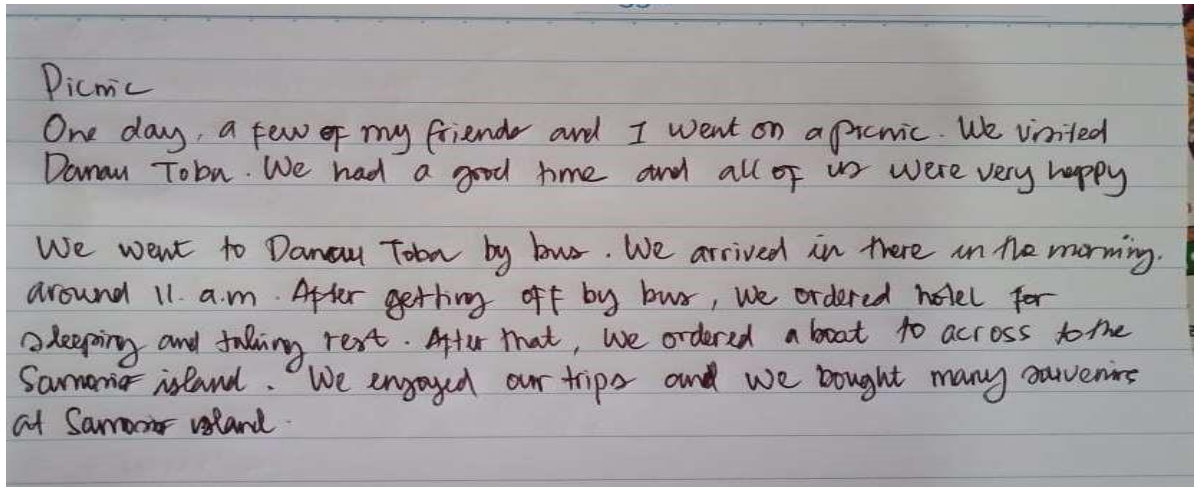 Picnic
One day, a few of my friends and I went on a picnic. We visited
Danau Toba. We had a good time and all of us were very happy
We went to Danau Toba by bus. We arrived in there in the morning.
around 11. a.m. After getting off by bus, we ordered hotel for
sleeping and taking rest. After that, we ordered a boat to across to the
island. We enjoyed our trips and we bought many souvenirs
at island.